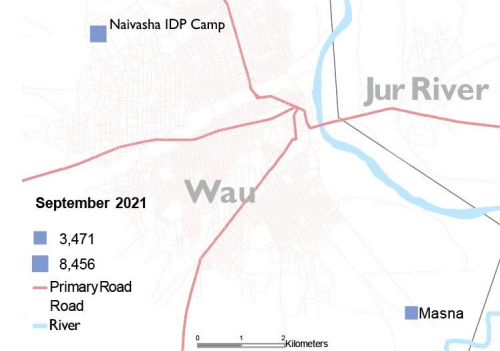 Naivasha IDP Camp
Jur River
Wau
September 2021
3,471
8,456
Primary Road
Road
River
Masna
0 1 2
Kilometers